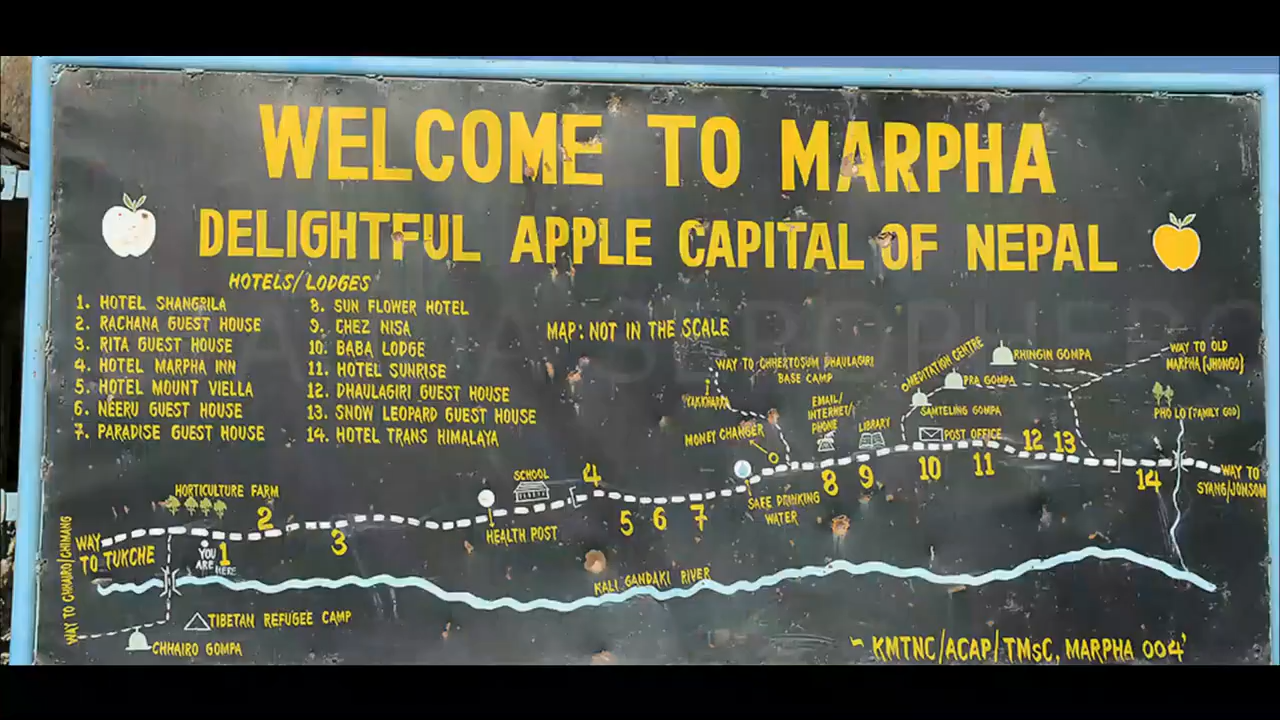 WELCOME TO MARPHA
DELIGHTFUL APPLE CAPITAL OF NEPAL
HOTELS/LODGES
1. HOTEL SHANGRILA
2. RACHANA GUEST HOUSE
3. RITA GUEST HOUSE
4. HOTEL MARPHA INN
5. HOTEL MOUNT VIELLA
6. NEERU GUEST HOUSE
7. PARADISE GUEST HOUSE
8. SUN FLOWER HOTEL
9. CHEZ NISA
10. BABA LODGE
11. HOTEL SUNRISE
12. DHAULAGIRI GUEST HOUSE
13. SNOW LEOPARD GUEST HOUSE
14. HOTEL TRANS HIMALAYA
MAP: NOT IN THE SCALE
WAY TO CHHEZTOSUM DHAULAGIRI
BASE CAMP
YAKKHARKA
MONEY CHANGER
EMAIL/
INTERNET/
PHONE
LIBRARY
MEDITATION CENTRE
RHINGIN GOMPA
PRA GOMPA
SANTELING GOMPA
WAY TO OLD
MARPHA (JHONGO)
PHO LO (FAMILY GOD)
POST OFFICE
12 13
4
SCHOOL
HORTICULTURE FARM
2
3
HEALTH POST
5 6 7
SAFE DRINKING
WATER
8 9 10 11
14
WAY TO
SYANG/JOMSOM
WAY
TO TUKCHE
YOU
ARE HERE
1
WAY TO CHHAIRO/CHIMANG
KALI GANDAKI RIVER
TIBETAN REFUGEE CAMP
CHHAIRO GOMPA
~ KMTNC/ACAP/TMSC, MARPHA 004'